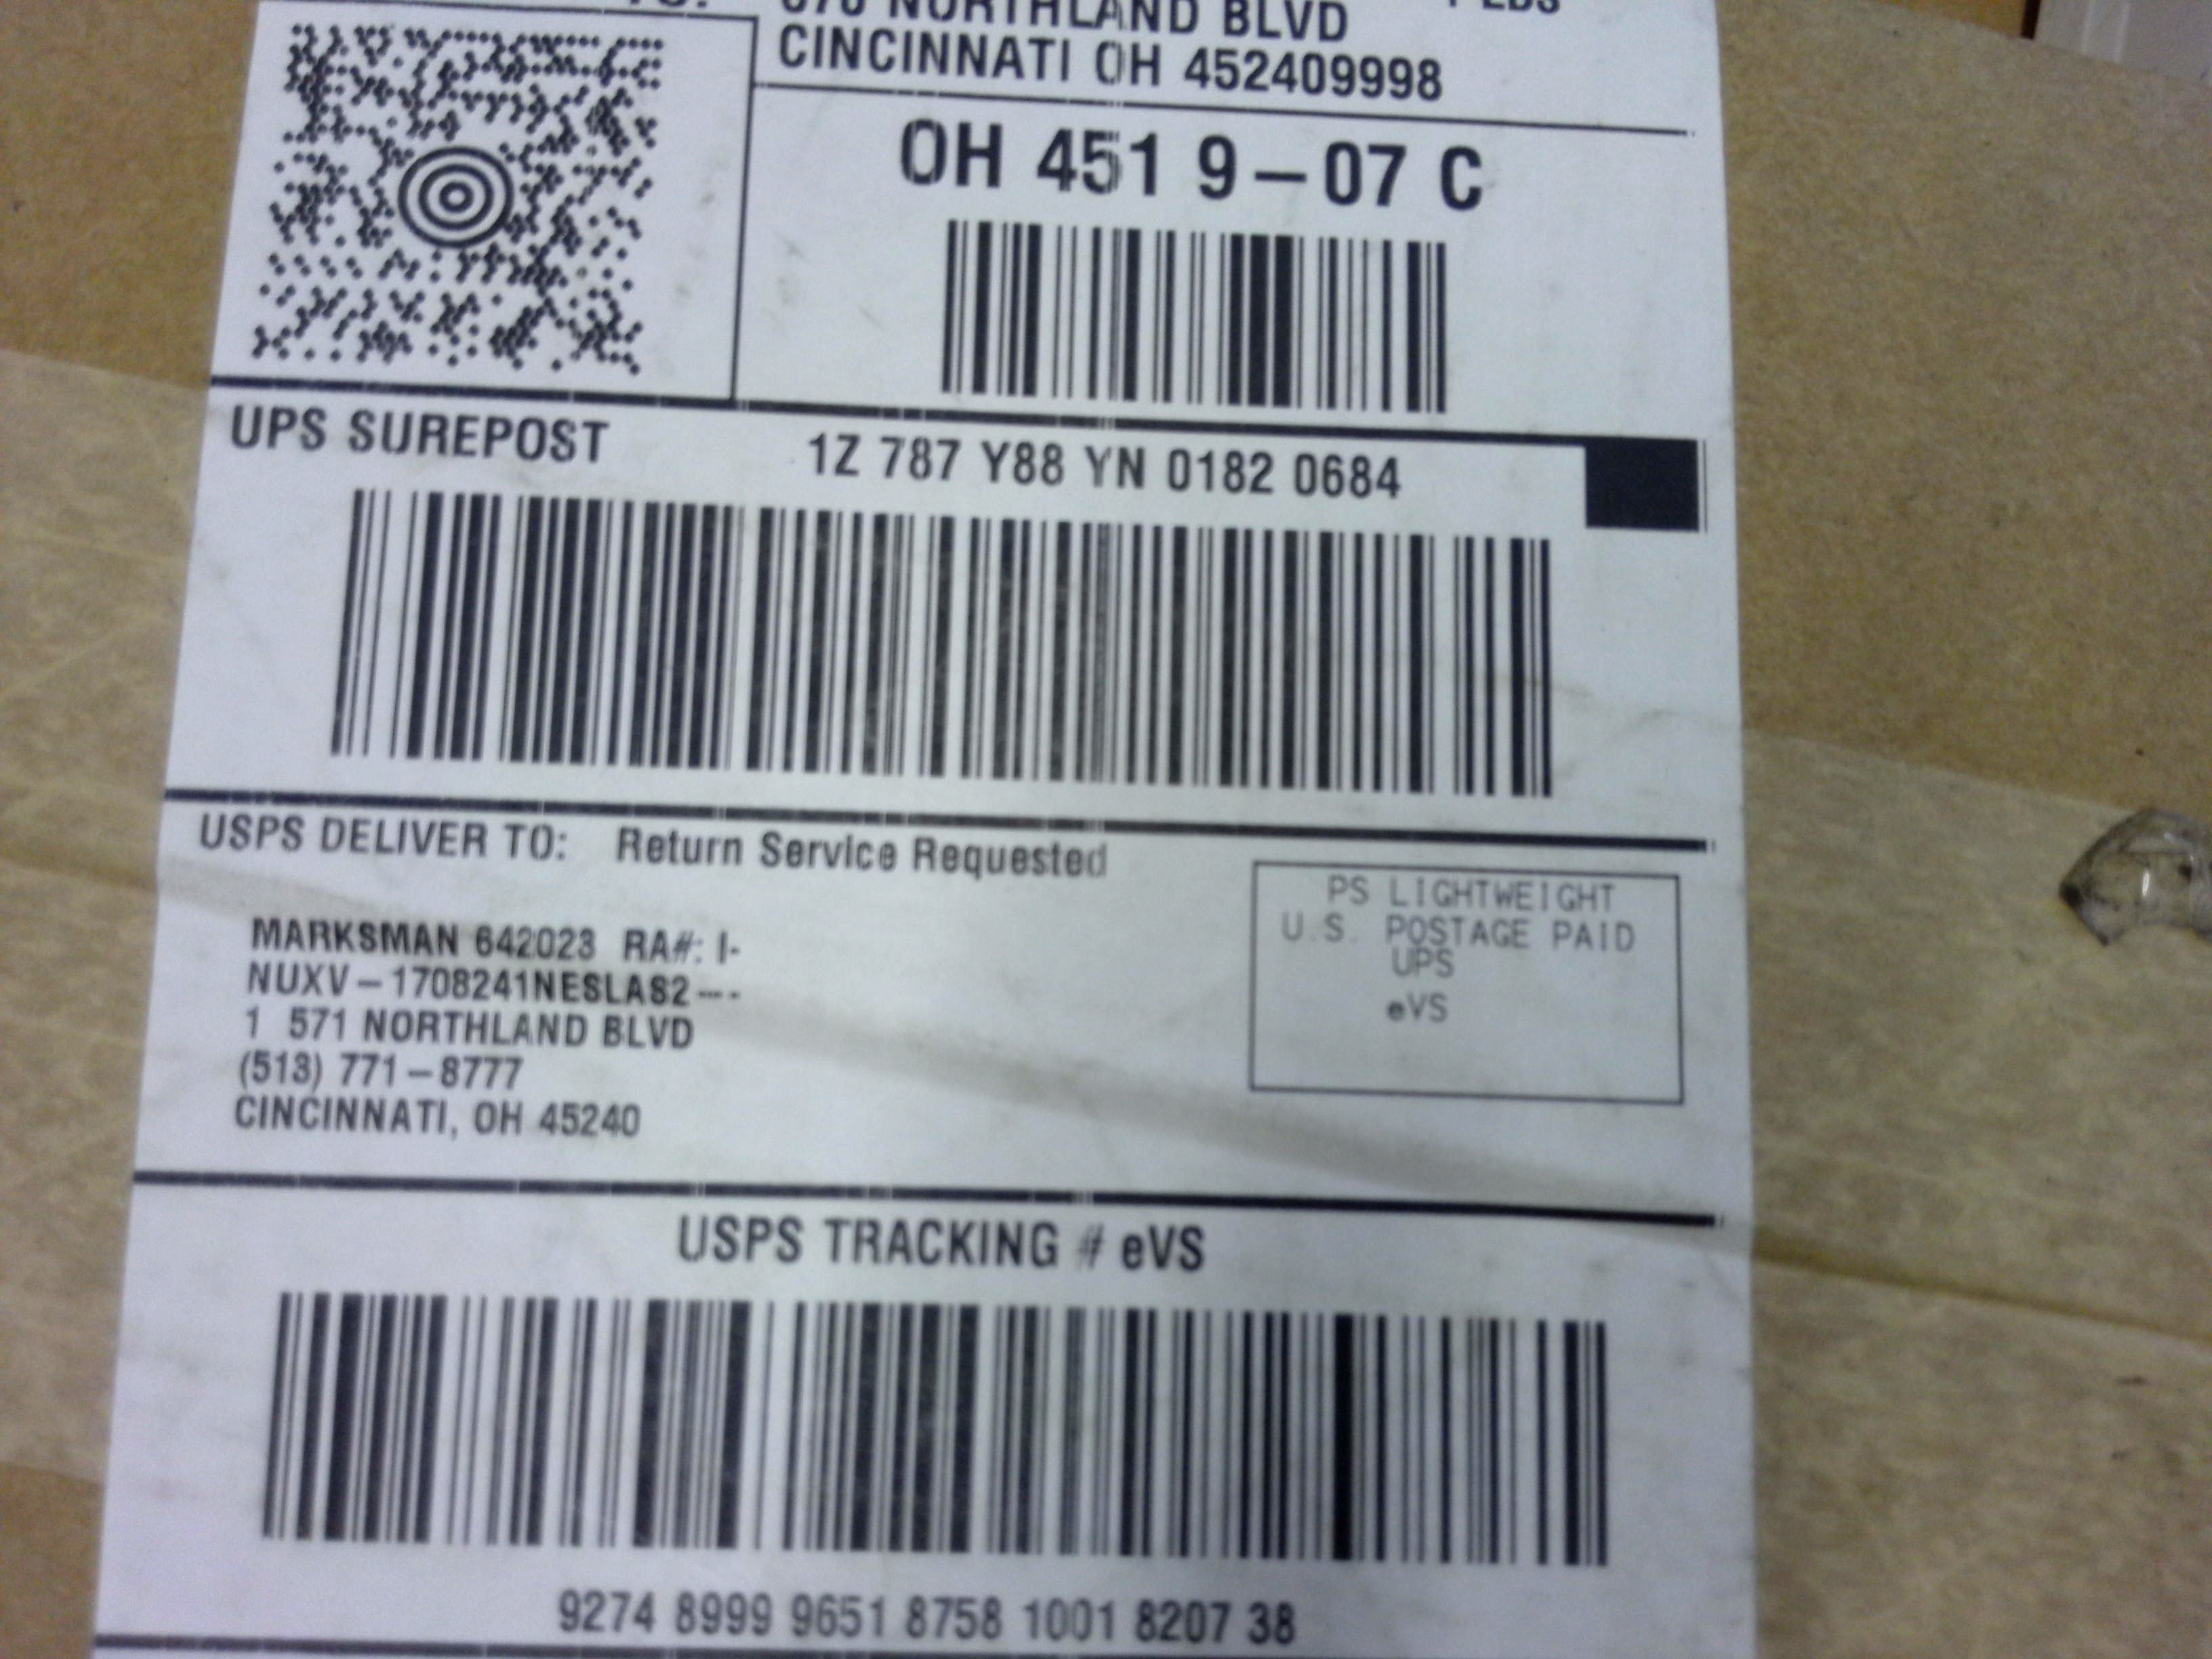 NORTHLAND BLVD
CINCINNATI OH 452409998
OH 451 9-07 C
UPS SUREPOST 1Z 787 Y88 YN 0182 0684
USPS DELIVER TO: Return Service Requested
MARKSMAN 642023 RA#: I-
NUXV-1708241NESLAS2---
1 571 NORTHLAND BLVD
(513) 771-8777
CINCINNATI, OH 45240
PS LIGHTWEIGHT
U.S. POSTAGE PAID
UPS
eVS
USPS TRACKING # eVS
9274 8999 9651 8758 1001 8207 38